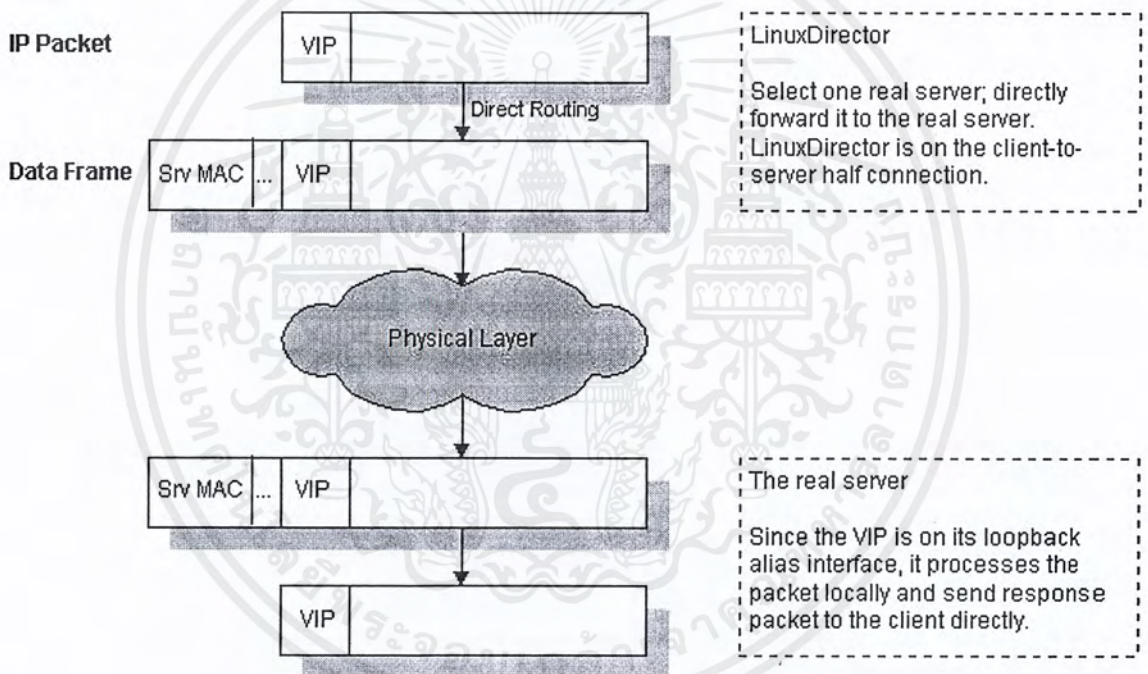 IP Packet
VIP
LinuxDirector
Select one real server; directly
forward it to the real server.
LinuxDirector is on the client-to-
server half connection.
Direct Routing
Data Frame
Srv MAC ... VIP
Physical Layer
Srv MAC ... VIP
The real server
Since the VIP is on its loopback
alias interface, it processes the
packet locally and send response
packet to the client directly.
VIP